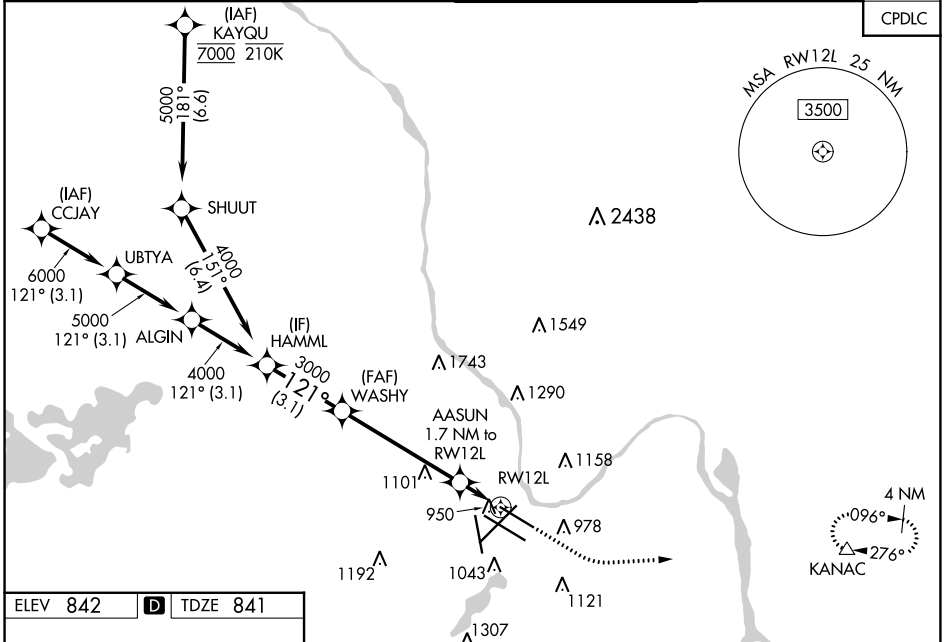 (IAF)
KAYQU
7000 210K
CPDLC
MSA RW12L 25 NM
3500
5000
181°
(6.6)
(IAF)
CCJAY
SHUUT
2438
UBTYA
6000
121° (3.1)
4000
151°
(6.4)
5000
121° (3.1)
ALGIN
(IF)
HAMML
1549
1743
4000
121° (3.1)
3000
121°
(3.1)
(FAF)
WASHY
1290
AASUN
1.7 NM to
RW12L
1158
1101
RW12L
950
978
4 NM
096°
276°
KANAC
1192
1043
1121
ELEV 842 D TDZE 841
1307